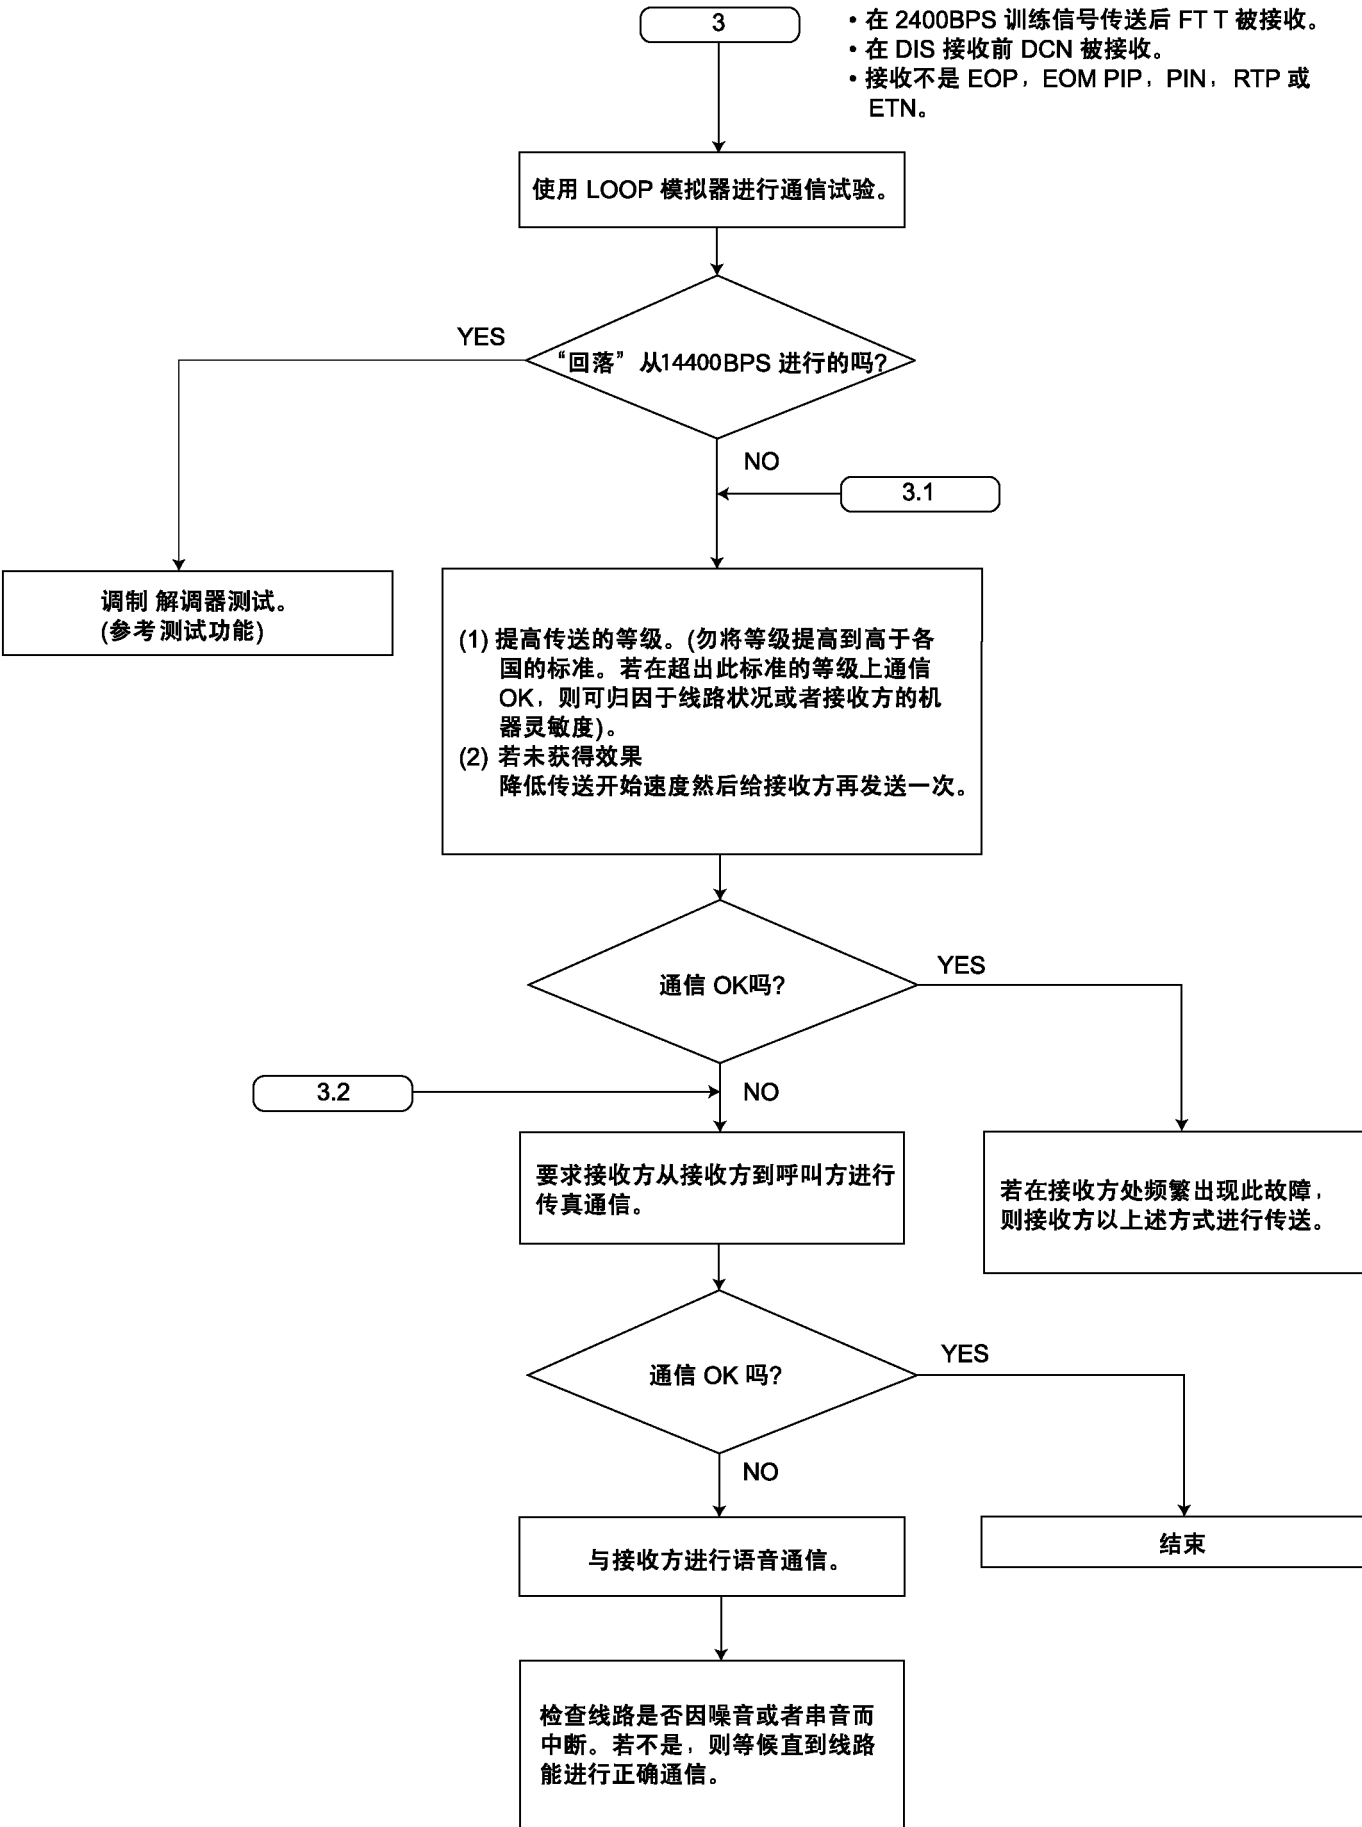 3
• 在 2400BPS 训练信号传送后 FT T 被接收。
• 在 DIS 接收前 DCN 被接收。
• 接收不是 EOP，EOM PIP，PIN，RTP 或
ETN。
使用 LOOP 模拟器进行通信试验。
YES
“回落” 从14400BPS 进行的吗?
NO
3.1
调制 解调器测试。
(参考测试功能)
(1) 提高传送的等级。(勿将等级提高到高于各
国的标准。若在超出此标准的等级上通信
OK，则可归因于线路状况或者接收方的机
器灵敏度)。
(2) 若未获得效果
降低传送开始速度然后给接收方再发送一次。
通信 OK吗?
YES
3.2
NO
要求接收方从接收方到呼叫方进行
传真通信。
若在接收方处频繁出现此故障，
则接收方以上述方式进行传送。
通信 OK 吗?
YES
NO
与接收方进行语音通信。
结束
检查线路是否因噪音或者串音而
中断。若不是，则等候直到线路
能进行正确通信。